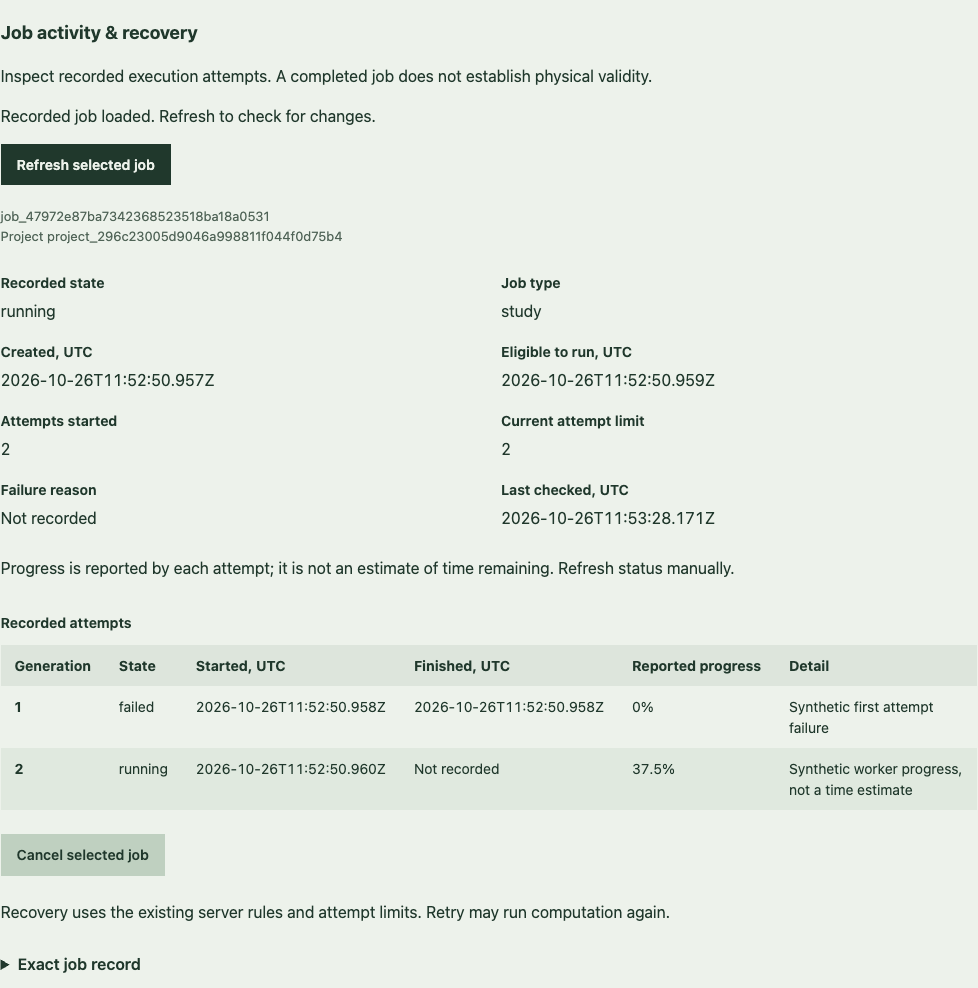 Job activity & recovery
Inspect recorded execution attempts. A completed job does not establish physical validity.
Recorded job loaded. Refresh to check for changes.
Refresh selected job
job_47972e87ba7342368523518ba18a0531
Project project_296c23005d9046a998811f044f0d75b4
Recorded state
running
Job type
study
Created, UTC
2026-10-26T11:52:50.957Z
Eligible to run, UTC
2026-10-26T11:52:50.959Z
Attempts started
2
Current attempt limit
2
Failure reason
Not recorded
Last checked, UTC
2026-10-26T11:53:28.171Z
Progress is reported by each attempt; it is not an estimate of time remaining. Refresh status manually.
Recorded attempts
Generation State Started, UTC Finished, UTC Reported progress Detail
1 failed 2026-10-26T11:52:50.958Z 2026-10-26T11:52:50.958Z 0% Synthetic first attempt
failure
2 running 2026-10-26T11:52:50.960Z Not recorded 37.5% Synthetic worker progress,
not a time estimate
Cancel selected job
Recovery uses the existing server rules and attempt limits. Retry may run computation again.
Exact job record